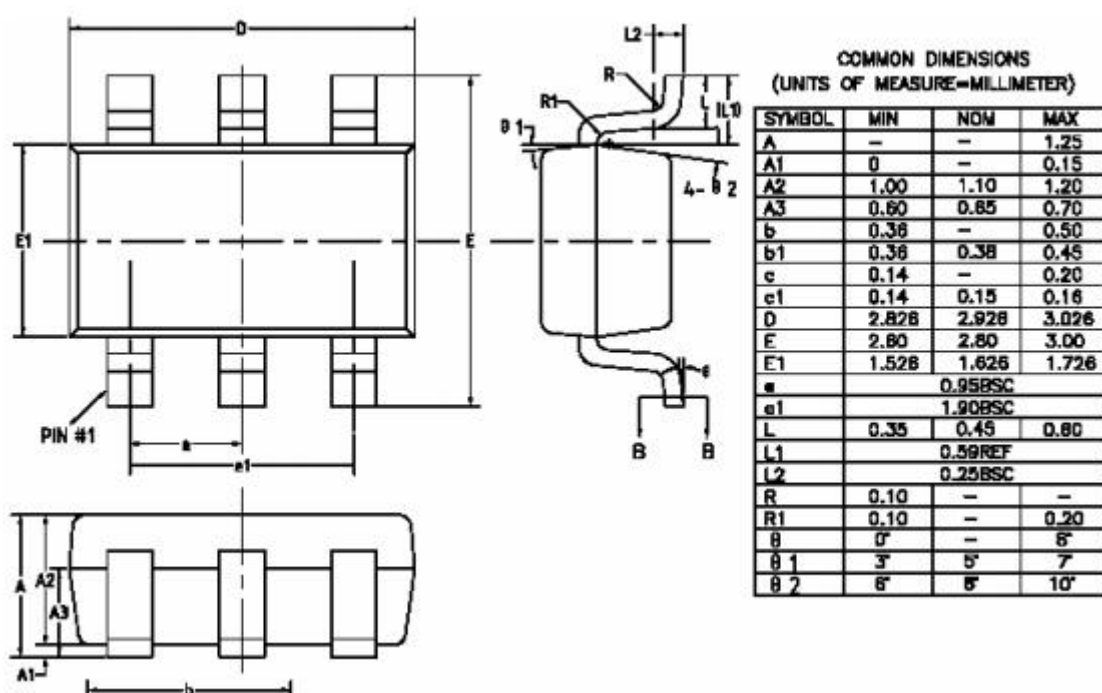 D
L2
R
R1
L
(L1)
θ 1
4- θ 2
E1
E
PIN #1
e
e1
θ
B B
A
A2
A3
A1
b
COMMON DIMENSIONS
(UNITS OF MEASURE=MILLIMETER)
SYMBOL MIN NOM MAX
A - - 1.25
A1 0 - 0.15
A2 1.00 1.10 1.20
A3 0.60 0.65 0.70
b 0.36 - 0.50
b1 0.36 0.38 0.45
c 0.14 - 0.20
c1 0.14 0.15 0.16
D 2.826 2.926 3.026
E 2.60 2.80 3.00
E1 1.526 1.626 1.726
e 0.95BSC
e1 1.90BSC
L 0.35 0.45 0.60
L1 0.59REF
L2 0.25BSC
R 0.10 - -
R1 0.10 - 0.20
θ 0° - 8°
θ 1 3° 5° 7°
θ 2 6° 8° 10°